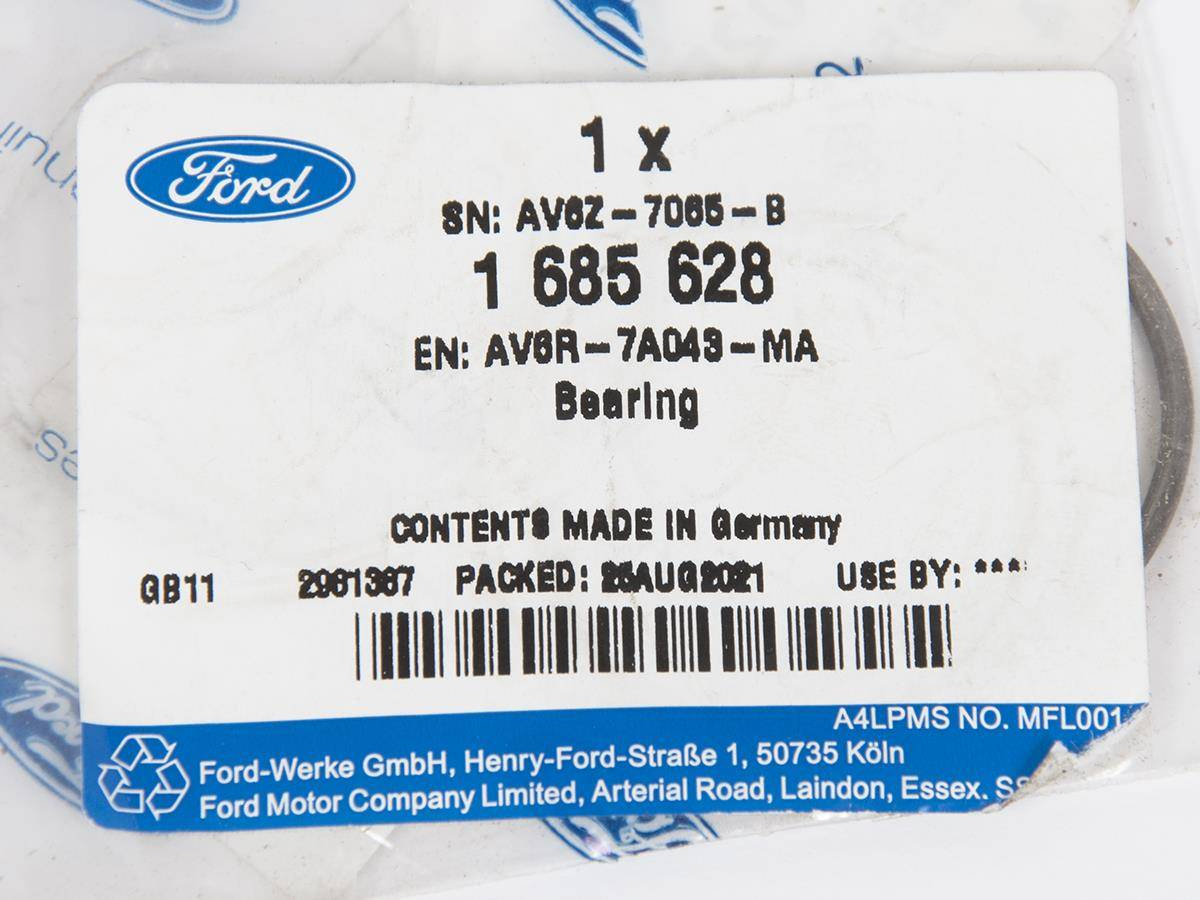 Ford
1 x
SN: AV6Z-7065-B
1 685 628
EN: AV6R-7A043-MA
Bearing
CONTENTS MADE IN Germany
GB11 2961367 PACKED: 25AUG2021 USE BY: ***
A4LPMS NO. MFL001
Ford-Werke GmbH, Henry-Ford-Straße 1, 50735 Köln
Ford Motor Company Limited, Arterial Road, Laindon, Essex.